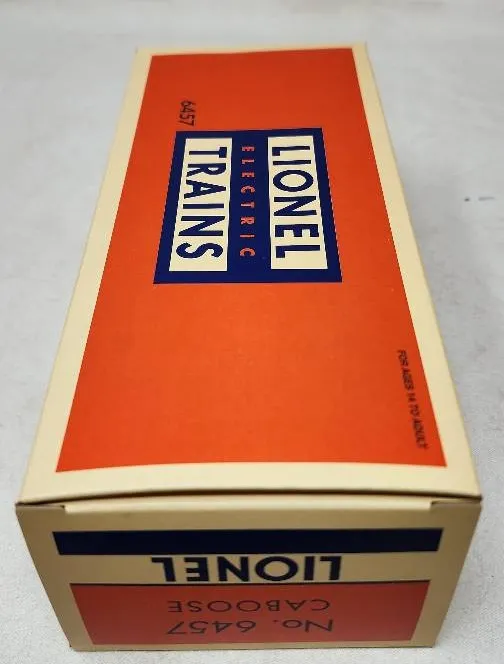 6457
LIONEL
ELECTRIC
TRAINS
FOR AGES 14 TO ADULT
LIONEL
CABOOSE
No. 6457